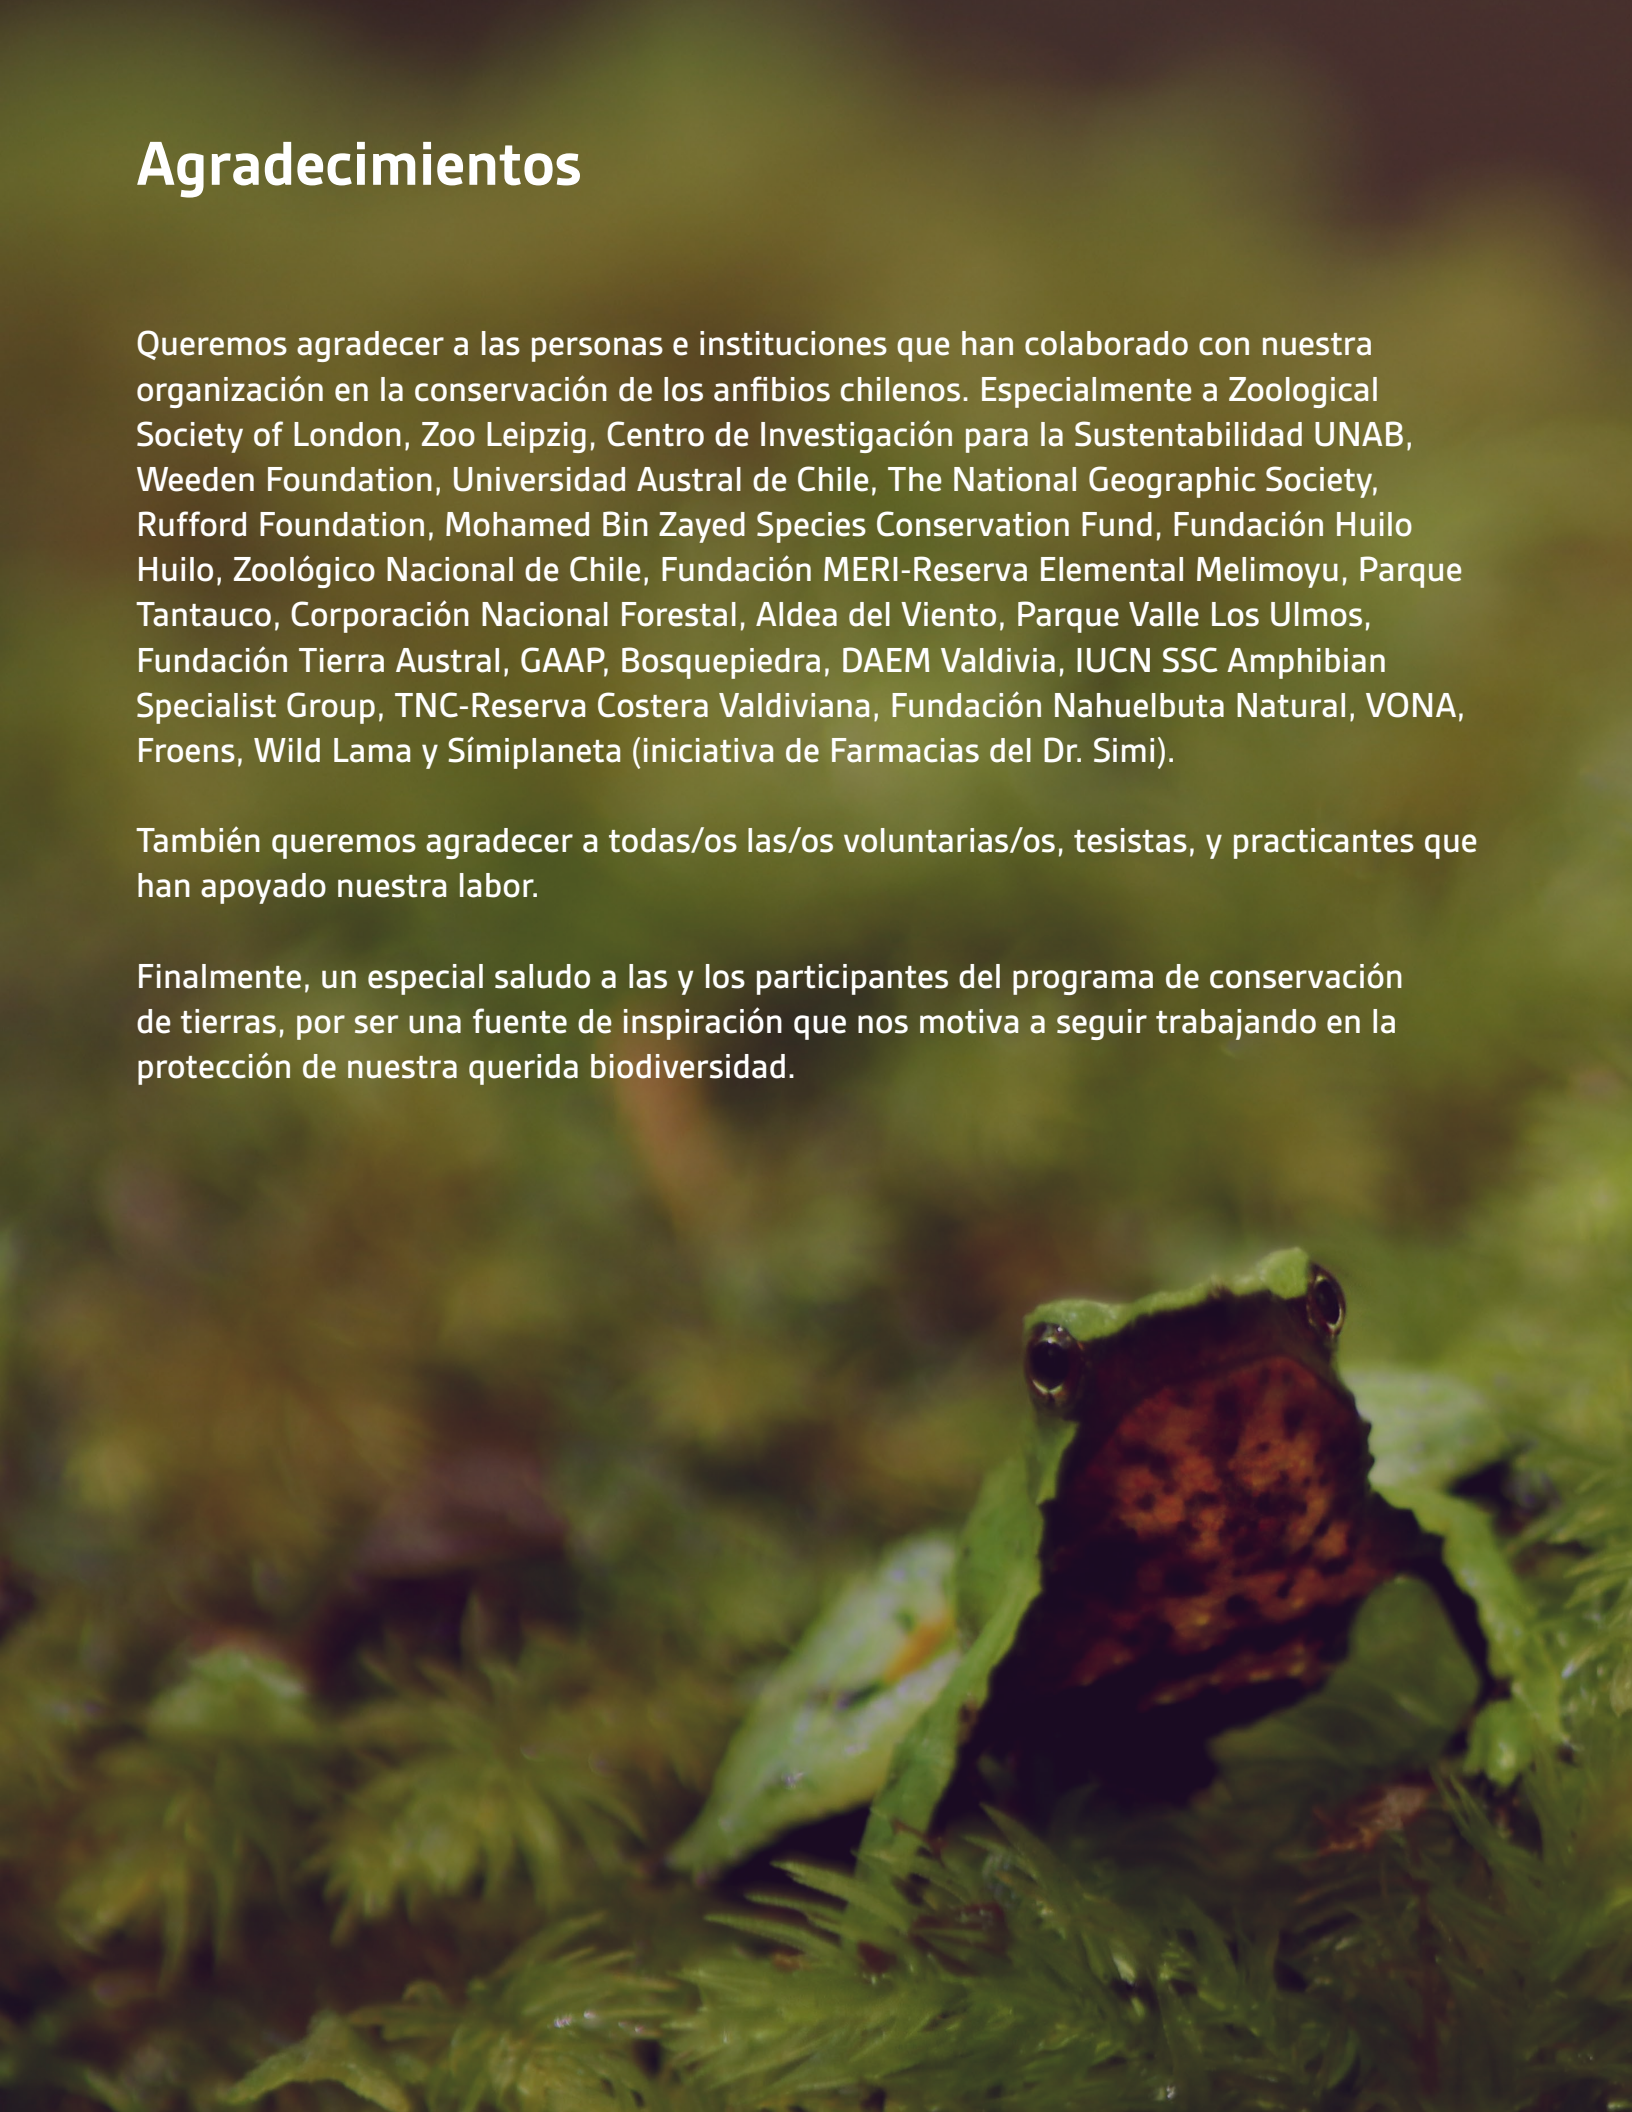 Agradecimientos
Queremos agradecer a las personas e instituciones que han colaborado con nuestra
organización en la conservación de los anfibios chilenos. Especialmente a Zoological
Society of London, Zoo Leipzig, Centro de Investigación para la Sustentabilidad UNAB,
Weeden Foundation, Universidad Austral de Chile, The National Geographic Society,
Rufford Foundation, Mohamed Bin Zayed Species Conservation Fund, Fundación Huilo
Huilo, Zoológico Nacional de Chile, Fundación MERI-Reserva Elemental Melimoyu, Parque
Tantauco, Corporación Nacional Forestal, Aldea del Viento, Parque Valle Los Ulmos,
Fundación Tierra Austral, GAAP, Bosquepiedra, DAEM Valdivia, IUCN SSC Amphibian
Specialist Group, TNC-Reserva Costera Valdiviana, Fundación Nahuelbuta Natural, VONA,
Froens, Wild Lama y Símiplaneta (iniciativa de Farmacias del Dr. Simi).
También queremos agradecer a todas/os las/os voluntarias/os, tesistas, y practicantes que
han apoyado nuestra labor.
Finalmente, un especial saludo a las y los participantes del programa de conservación
de tierras, por ser una fuente de inspiración que nos motiva a seguir trabajando en la
protección de nuestra querida biodiversidad.